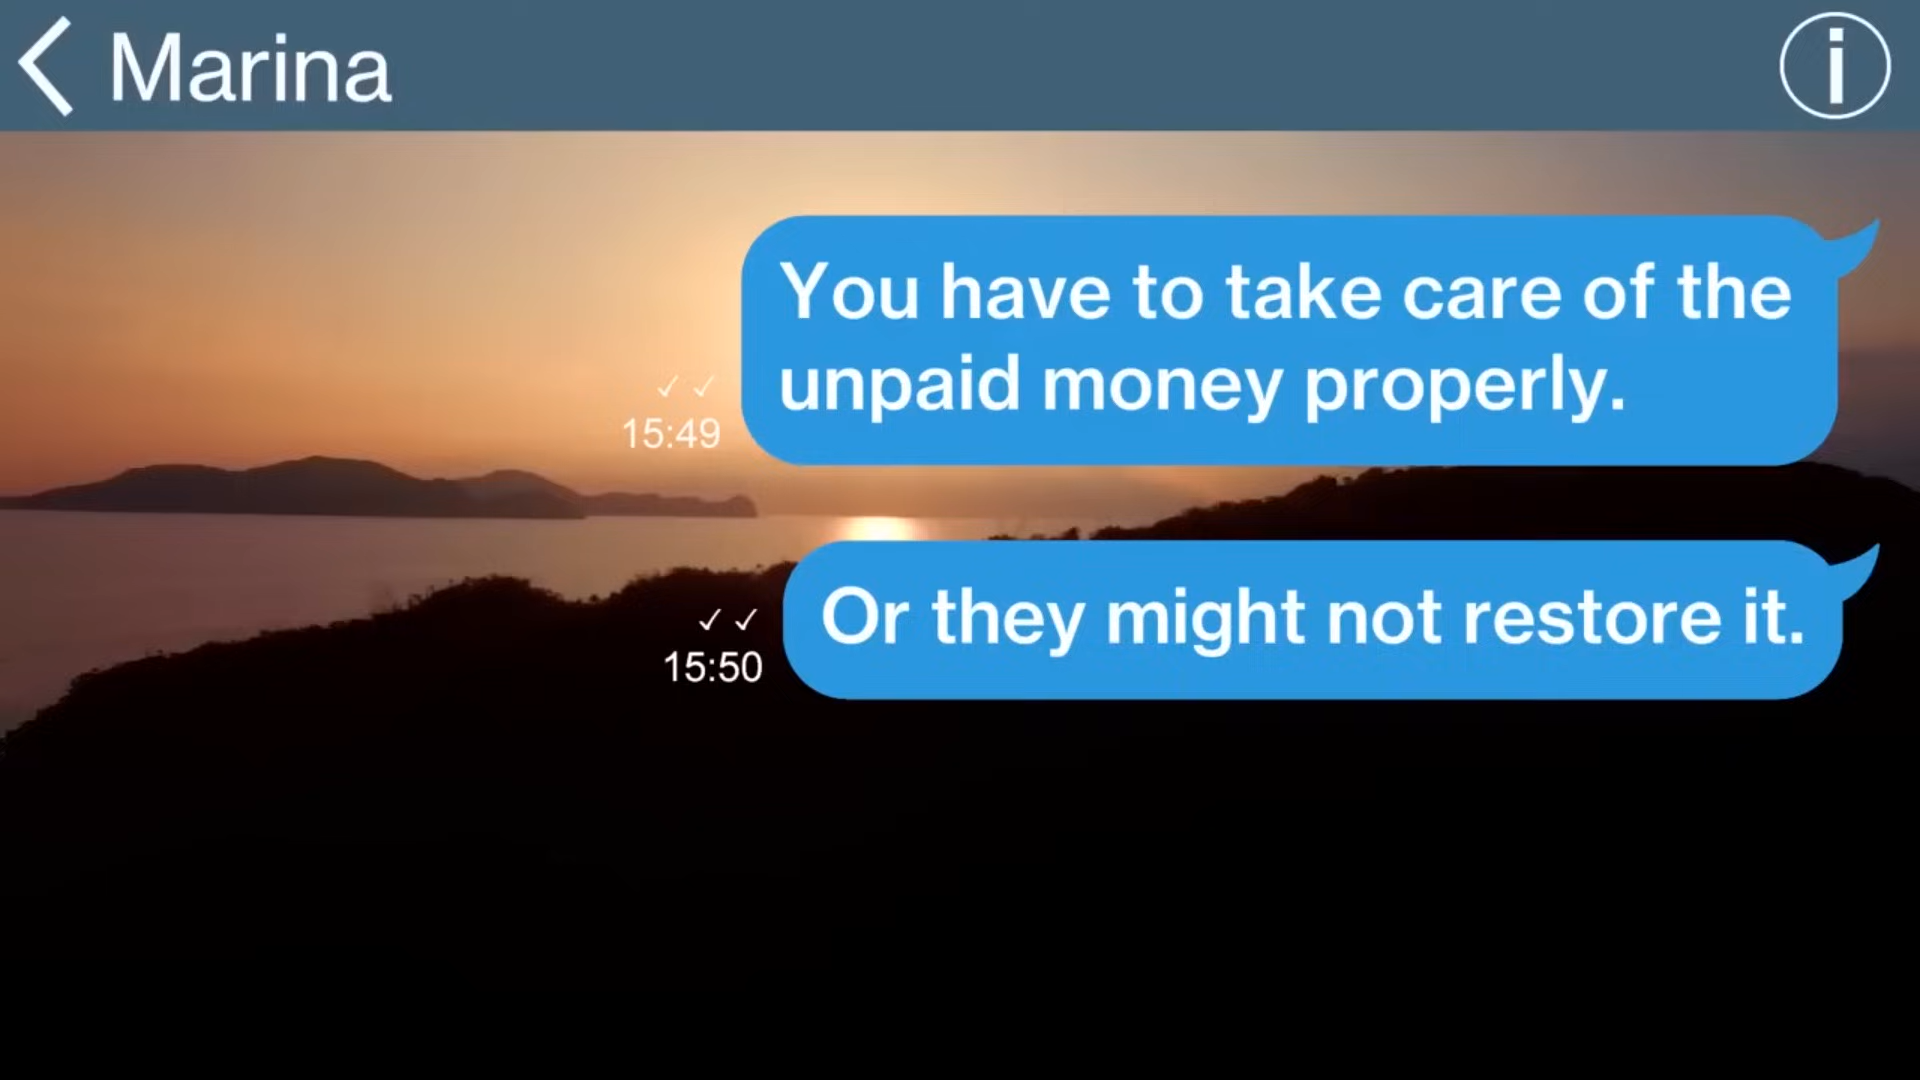 Marina
You have to take care of the
unpaid money properly.
✓ ✓
15:49
Or they might not restore it.
✓ ✓
15:50